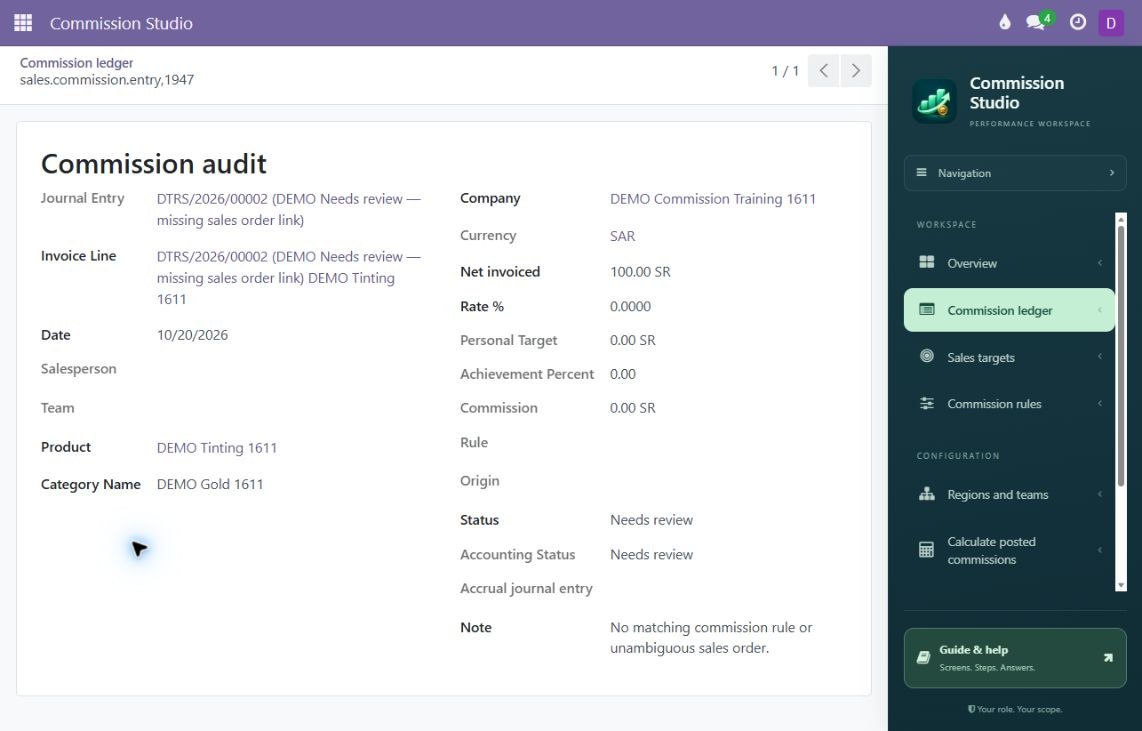 Commission Studio
4
D
Commission ledger
sales.commission.entry,1947
1 / 1
Commission audit
Journal Entry
DTRS/2026/00002 (DEMO Needs review —
missing sales order link)
Invoice Line
DTRS/2026/00002 (DEMO Needs review —
missing sales order link) DEMO Tinting
1611
Date
10/20/2026
Salesperson
Team
Product
DEMO Tinting 1611
Category Name
DEMO Gold 1611
Company
DEMO Commission Training 1611
Currency
SAR
Net invoiced
100.00 SR
Rate %
0.0000
Personal Target
0.00 SR
Achievement Percent
0.00
Commission
0.00 SR
Rule
Origin
Status
Needs review
Accounting Status
Needs review
Accrual journal entry
Note
No matching commission rule or
unambiguous sales order.
Commission
Studio
PERFORMANCE WORKSPACE
Navigation
WORKSPACE
Overview
Commission ledger
Sales targets
Commission rules
CONFIGURATION
Regions and teams
Calculate posted
commissions
Guide & help
Screens. Steps. Answers.
Your role. Your scope.